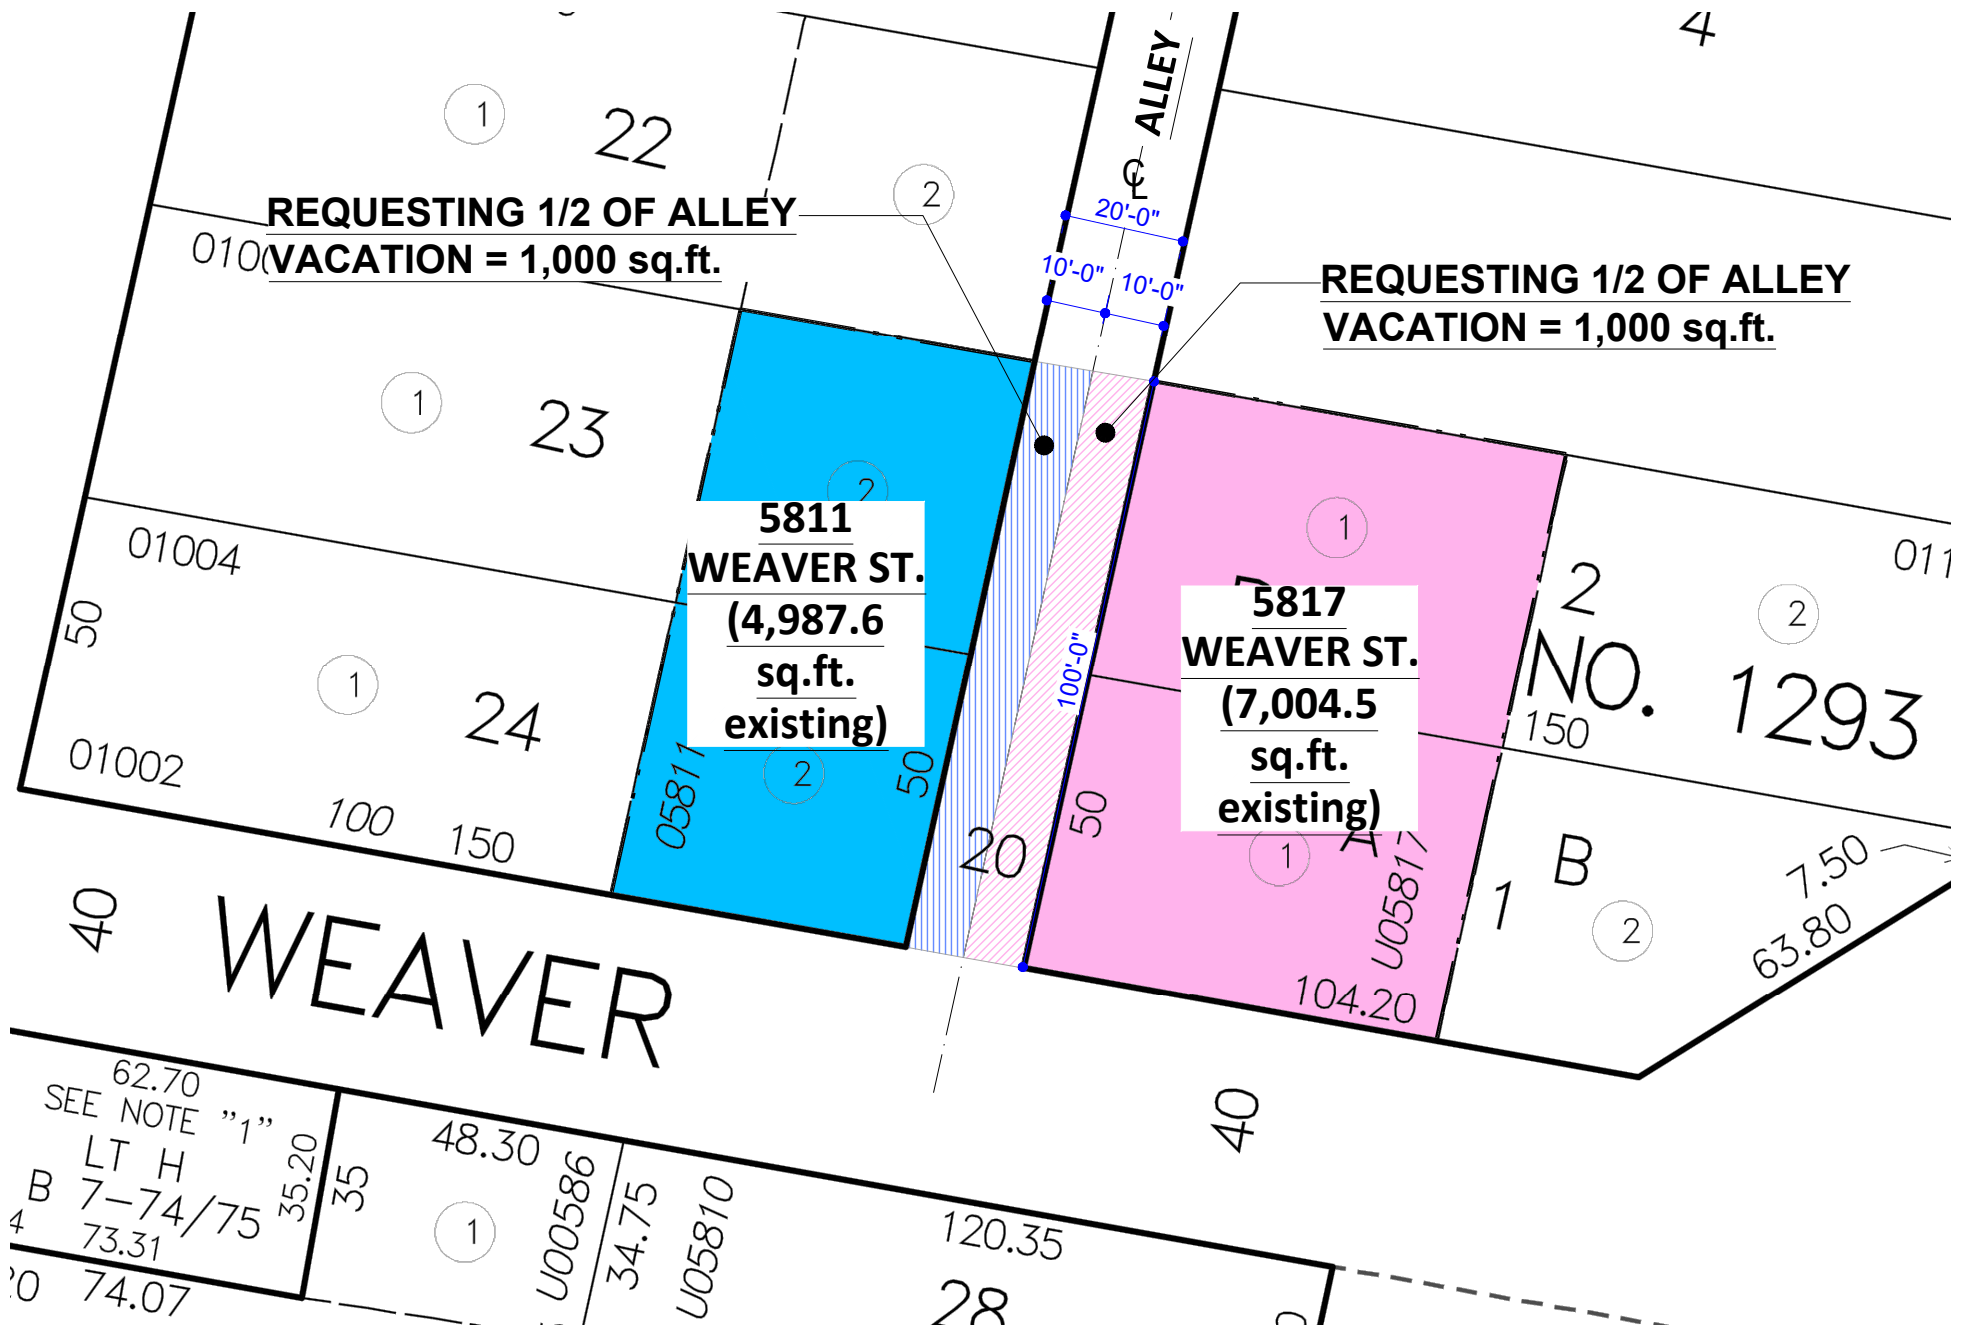 4
ALLEY
1
22
2
℄
REQUESTING 1/2 OF ALLEY
VACATION = 1,000 sq.ft.
20'-0"
10'-0"
10'-0"
REQUESTING 1/2 OF ALLEY
VACATION = 1,000 sq.ft.
1
23
2
5811
WEAVER ST.
(4,987.6
sq.ft.
existing)
1
5817
WEAVER ST.
(7,004.5
sq.ft.
existing)
01004
50
011
2
2
NO. 1293
150
100'-0"
1
24
01002
100
150
05811
2
50
20
50
1
A
U05817
104.20
1
B
2
7.50
63.80
40
WEAVER
40
62.70
SEE NOTE "1"
LT H
B 7-74/75
4
73.31
35.20
74.07
35
48.30
1
U00586
34.75
U05810
120.35
28